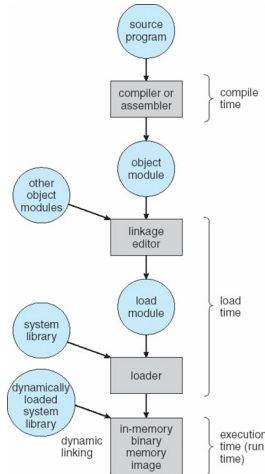 source
program
compiler or
assembler
compile
time
object
module
other
object
modules
linkage
editor
load
module
load
time
system
library
loader
dynamically
loaded
system
library
dynamic
linking
in-memory
binary
memory
image
execution
time (run
time)